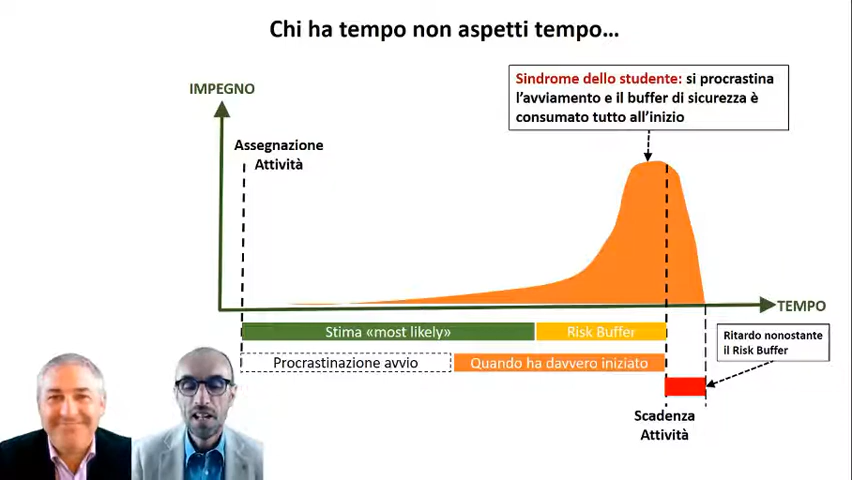 Chi ha tempo non aspetti tempo…
Sindrome dello studente: si procrastina
l'avviamento e il buffer di sicurezza è
consumato tutto all'inizio
IMPEGNO
Assegnazione
Attività
TEMPO
Stima «most likely»
Risk Buffer
Ritardo nonostante
il Risk Buffer
Procrastinazione avvio
Quando ha davvero iniziato
Scadenza
Attività